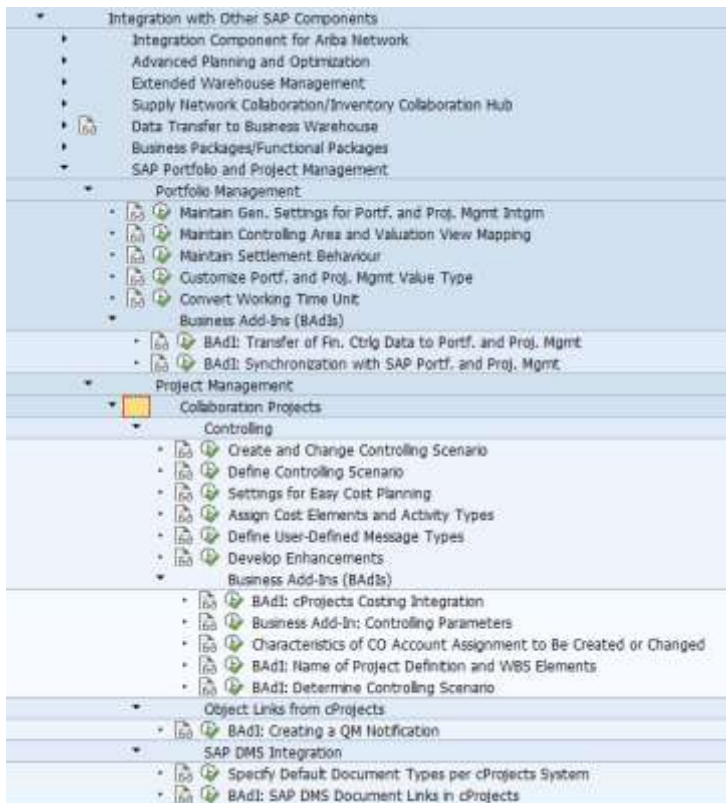 Integration with Other SAP Components
Integration Component for Ariba Network
Advanced Planning and Optimization
Extended Warehouse Management
Supply Network Collaboration/Inventory Collaboration Hub
Data Transfer to Business Warehouse
Business Packages/Functional Packages
SAP Portfolio and Project Management
Portfolio Management
Maintain Gen. Settings for Portf. and Proj. Mgmt Intgrn
Maintain Controlling Area and Valuation View Mapping
Maintain Settlement Behaviour
Customize Portf. and Proj. Mgmt Value Type
Convert Working Time Unit
Business Add-Ins (BAdIs)
BAdI: Transfer of Fin. Ctrlg Data to Portf. and Proj. Mgmt
BAdI: Synchronization with SAP Portf. and Proj. Mgmt
Project Management
Collaboration Projects
Controlling
Create and Change Controlling Scenario
Define Controlling Scenario
Settings for Easy Cost Planning
Assign Cost Elements and Activity Types
Define User-Defined Message Types
Develop Enhancements
Business Add-Ins (BAdIs)
BAdI: cProjects Costing Integration
Business Add-In: Controlling Parameters
Characteristics of CO Account Assignment to Be Created or Changed
BAdI: Name of Project Definition and WBS Elements
BAdI: Determine Controlling Scenario
Object Links from cProjects
BAdI: Creating a QM Notification
SAP DMS Integration
Specify Default Document Types per cProjects System
BAdI: SAP DMS Document Links in cProjects